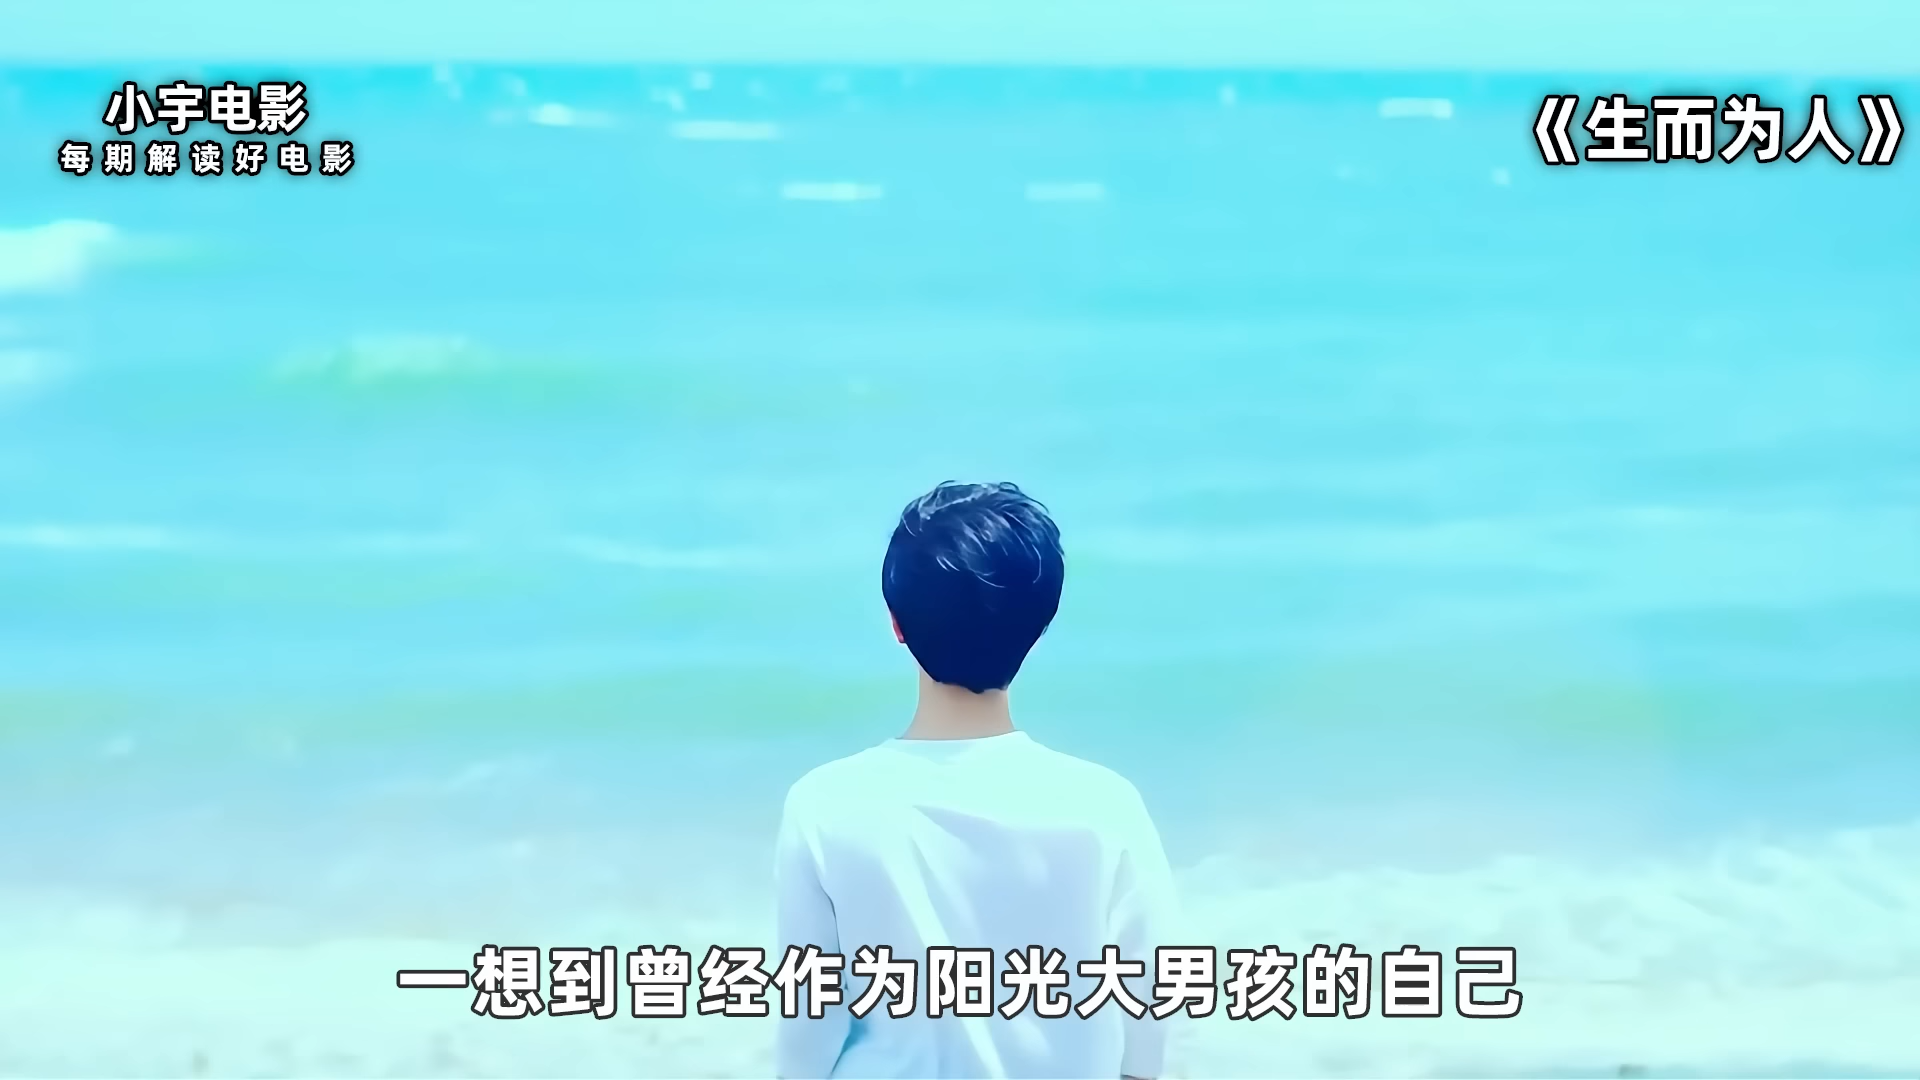 小宇电影
每期解读好电影
《生而为人》
一想到曾经作为阳光大男孩的自己